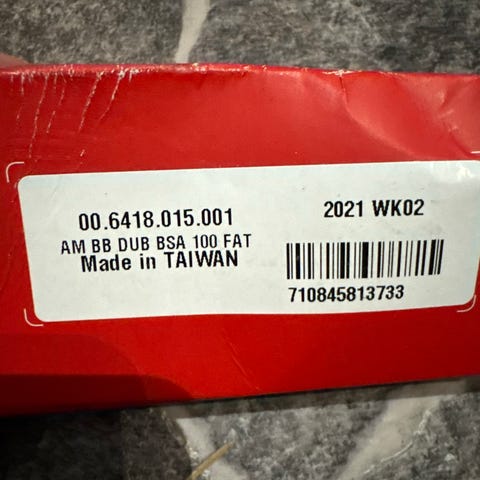 00.6418.015.001
AM BB DUB BSA 100 FAT
Made in TAIWAN
2021 WK02
710845813733